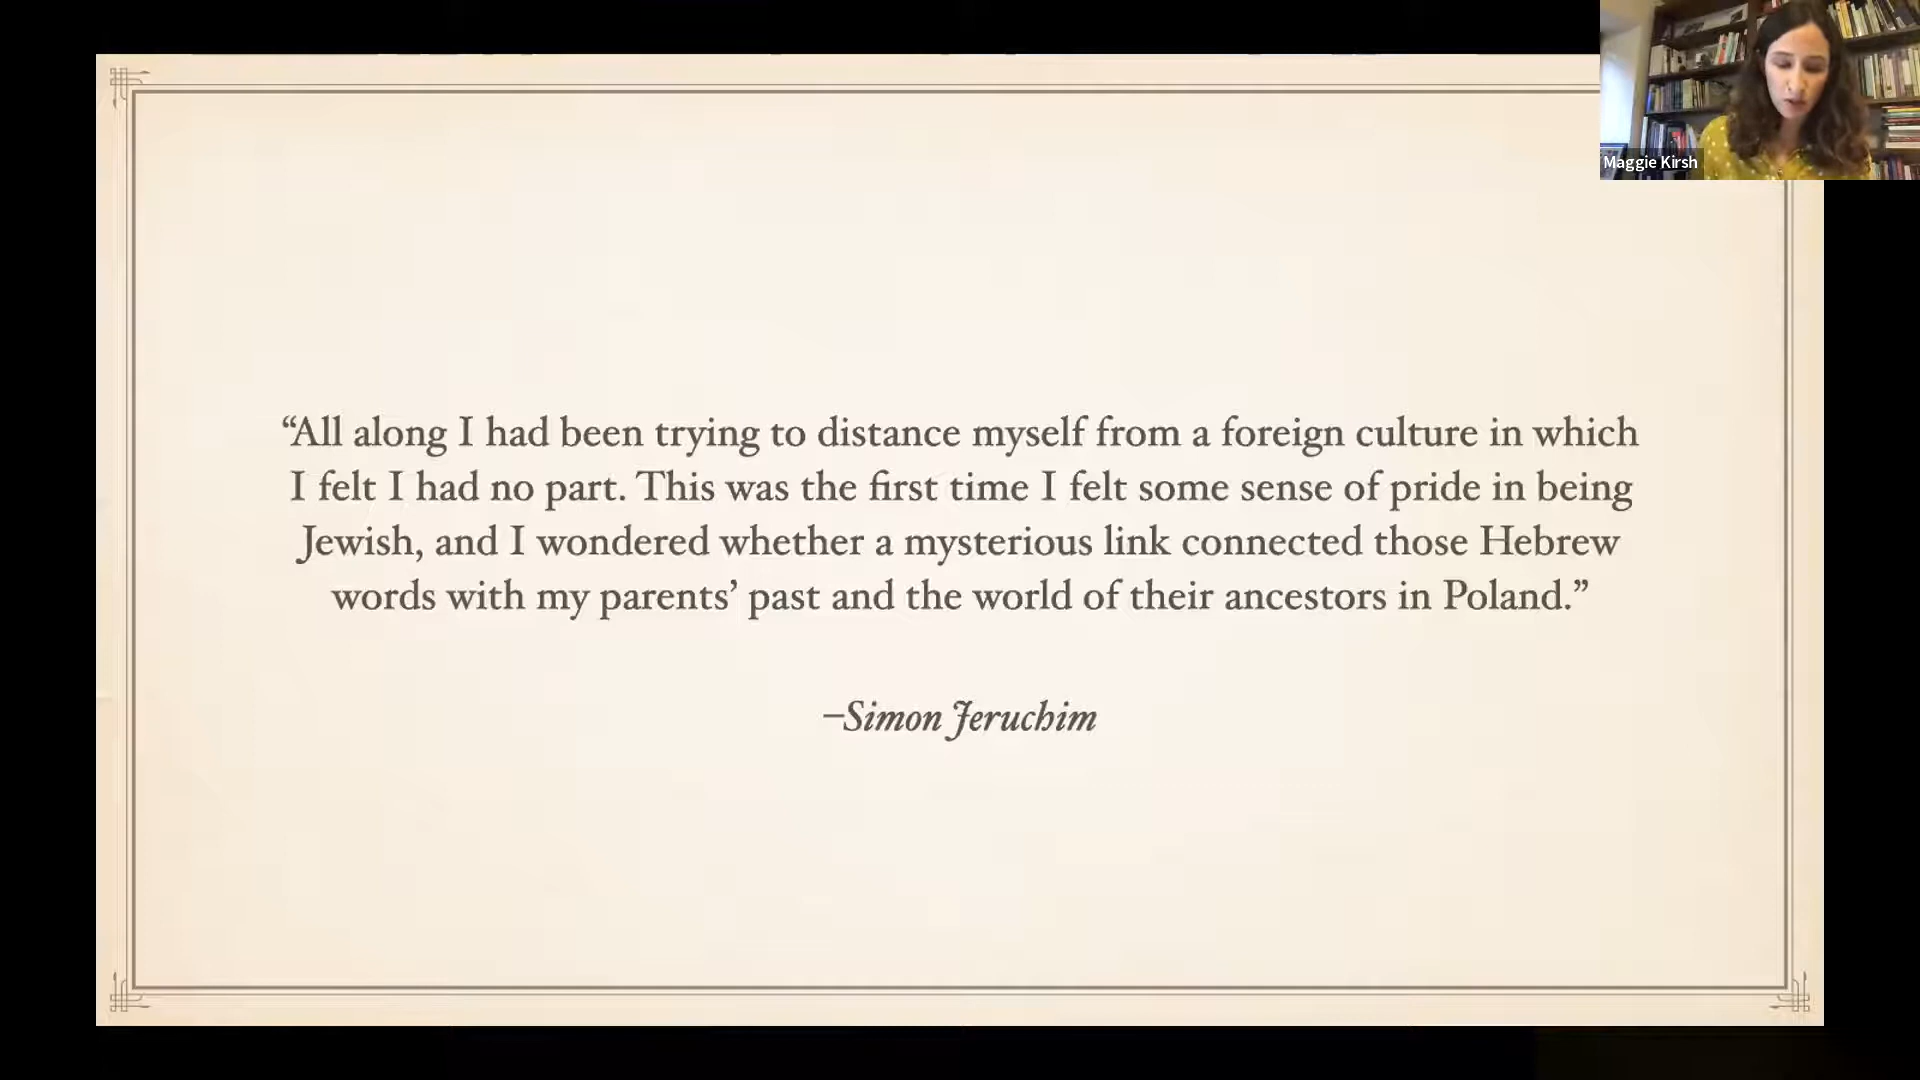 Maggie Kirsh
“All along I had been trying to distance myself from a foreign culture in which
I felt I had no part. This was the first time I felt some sense of pride in being
Jewish, and I wondered whether a mysterious link connected those Hebrew
words with my parents’ past and the world of their ancestors in Poland.”
–Simon Jeruchim